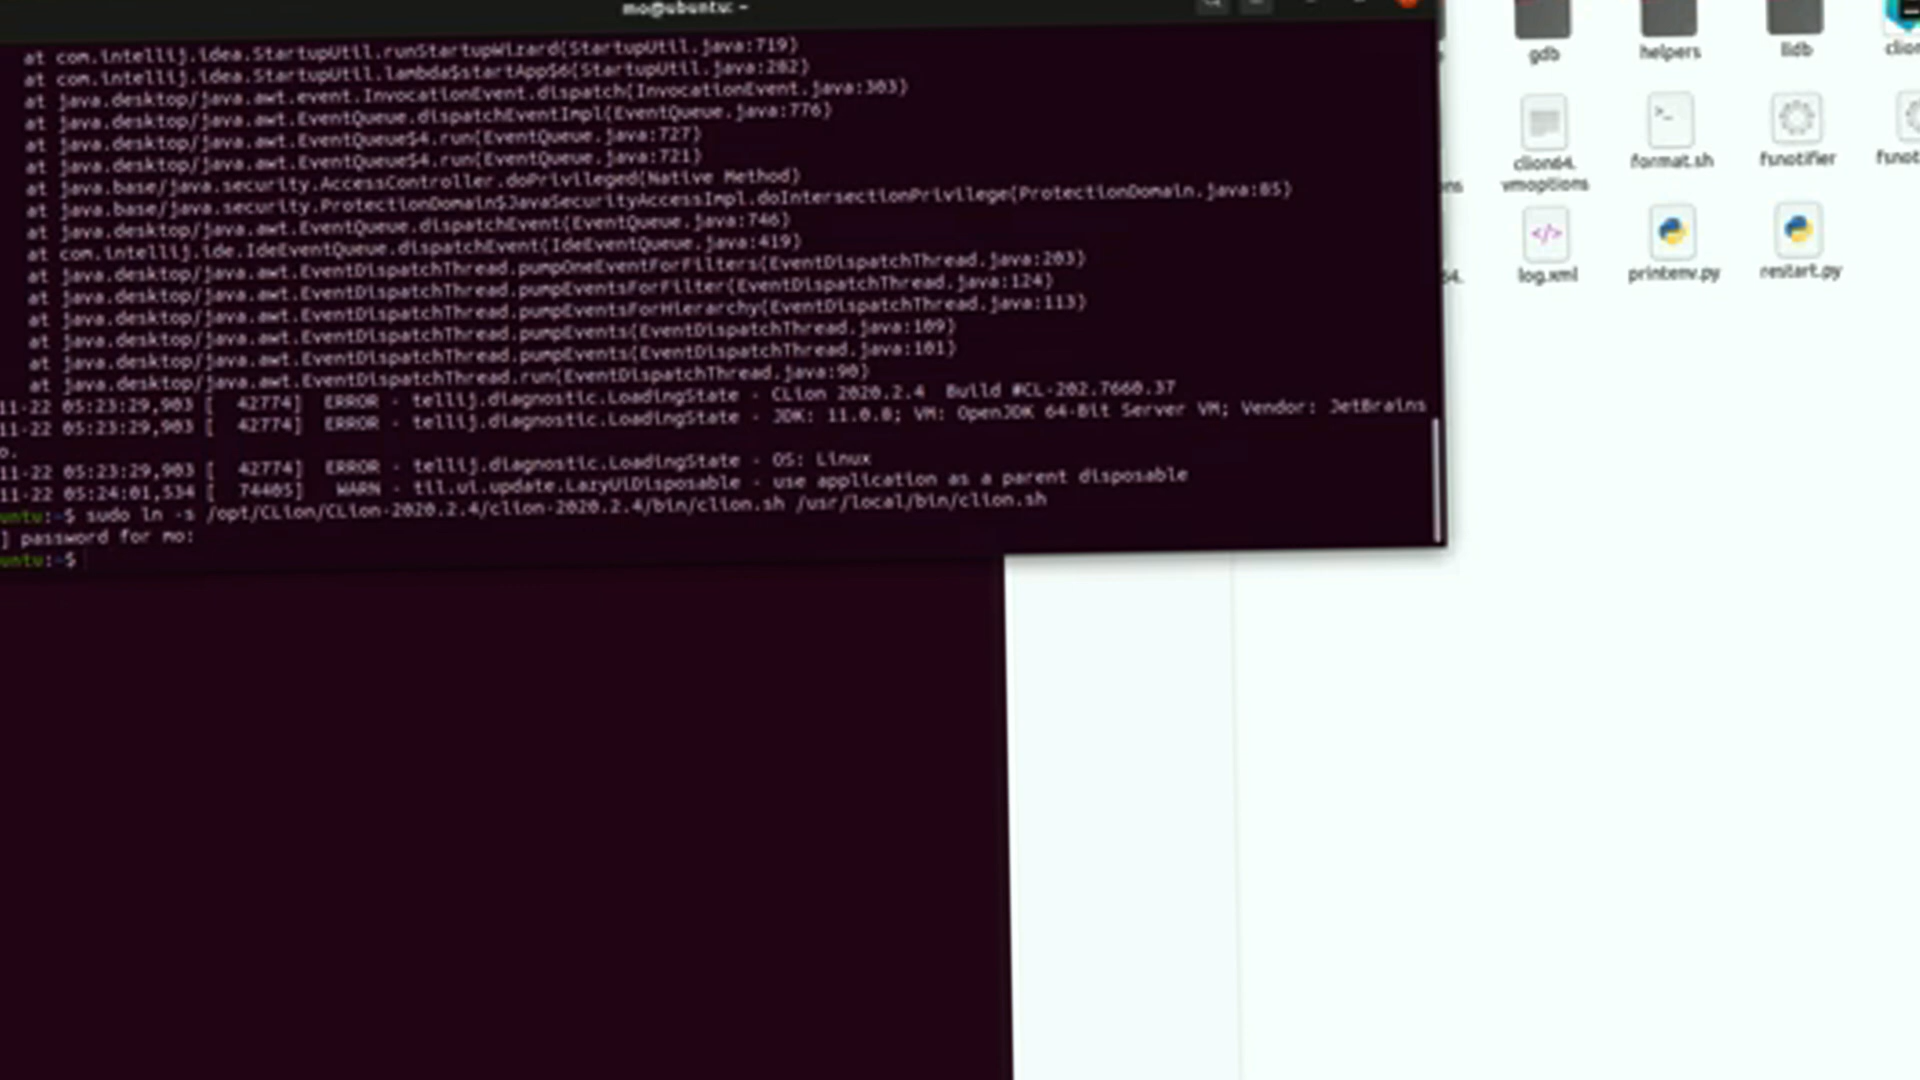 mo@ubuntu: ~
at com.intellij.idea.StartupUtil.runStartupWizard(StartupUtil.java:719)
at com.intellij.idea.StartupUtil.lambda$startApp$6(StartupUtil.java:282)
at java.desktop/java.awt.event.InvocationEvent.dispatch(InvocationEvent.java:303)
at java.desktop/java.awt.EventQueue.dispatchEventImpl(EventQueue.java:776)
at java.desktop/java.awt.EventQueue$4.run(EventQueue.java:727)
at java.desktop/java.awt.EventQueue$4.run(EventQueue.java:721)
at java.base/java.security.AccessController.doPrivileged(Native Method)
at java.base/java.security.ProtectionDomain$JavaSecurityAccessImpl.doIntersectionPrivilege(ProtectionDomain.java:85)
at java.desktop/java.awt.EventQueue.dispatchEvent(EventQueue.java:746)
at com.intellij.ide.IdeEventQueue.dispatchEvent(IdeEventQueue.java:419)
at java.desktop/java.awt.EventDispatchThread.pumpOneEventForFilters(EventDispatchThread.java:203)
at java.desktop/java.awt.EventDispatchThread.pumpEventsForFilter(EventDispatchThread.java:124)
at java.desktop/java.awt.EventDispatchThread.pumpEventsForHierarchy(EventDispatchThread.java:113)
at java.desktop/java.awt.EventDispatchThread.pumpEvents(EventDispatchThread.java:109)
at java.desktop/java.awt.EventDispatchThread.pumpEvents(EventDispatchThread.java:101)
at java.desktop/java.awt.EventDispatchThread.run(EventDispatchThread.java:90)
11-22 05:23:29,903 [ 42774] ERROR - tellij.diagnostic.LoadingState - CLion 2020.2.4 Build #CL-202.7660.37
11-22 05:23:29,903 [ 42774] ERROR - tellij.diagnostic.LoadingState - JDK: 11.0.8; VM: OpenJDK 64-Bit Server VM; Vendor: JetBrains
o.
11-22 05:23:29,903 [ 42774] ERROR - tellij.diagnostic.LoadingState - OS: Linux
11-22 05:24:01,534 [ 74405] WARN - til.ui.update.LazyUiDisposable - use application as a parent disposable
untu:~$ sudo ln -s /opt/CLion/CLion-2020.2.4/clion-2020.2.4/bin/clion.sh /usr/local/bin/clion.sh
] password for mo:
untu:~$
gdb helpers lldb clion
clion64.vmoptions format.sh fsnotifier fsnot
ns
64. log.xml printenv.py restart.py